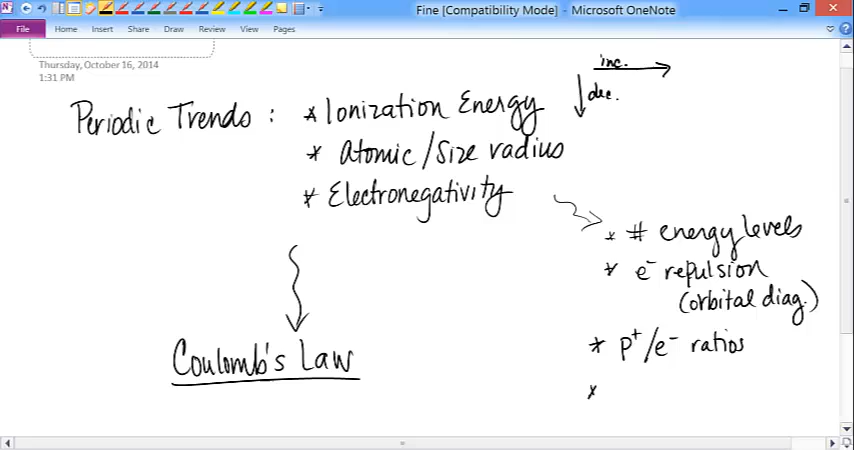 Fine [Compatibility Mode] - Microsoft OneNote
File Home Insert Share Draw Review View Pages
Thursday, October 16, 2014
1:31 PM
inc.
dec.
Periodic Trends : * Ionization Energy
* Atomic/Size radius
* Electronegativity
* # energy levels
* e⁻ repulsion
(orbital diag.)
* p⁺/e⁻ ratios
*
Coulomb's Law